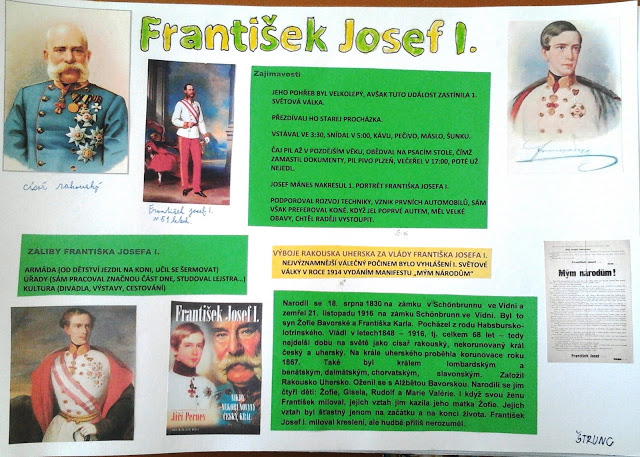 František Josef I.
Zajímavosti
JEHO POHŘEB BYL VELKOLEPÝ, AVŠAK TUTO UDÁLOST ZASTÍNILA 1.
SVĚTOVÁ VÁLKA.
PŘEZDÍVALI HO STAREJ PROCHÁZKA.
VSTÁVAL VE 3:30, SNÍDAL V 5:00, KÁVU, PEČIVO, MÁSLO, ŠUNKU.
ČAJ PIL AŽ V POZDĚJŠÍM VĚKU, OBĚDVAL NA PSACÍM STOLE, ČÍMŽ
ZAMASTIL DOKUMENTY, PIL PIVO PLZEŇ, VEČEŘEL V 17:00, POTÉ UŽ
NEJEDL.
JOSEF MÁNES NAKRESLIL 1. PORTRÉT FRANTIŠKA JOSEFA I.
PODPOROVAL ROZVOJ TECHNIKY, VZNIK PRVNÍCH AUTOMOBILŮ, SÁM
VŠAK PREFEROVAL KONĚ. KDYŽ JEL POPRVÉ AUTEM, MĚL VELKÉ
OBAVY, CHTĚL RADĚJI VYSTOUPIT.
císař rakouský
František Josef I.
ZÁLIBY FRANTIŠKA JOSEFA I.
ARMÁDA (OD DĚTSTVÍ JEZDIL NA KONI, UČIL SE ŠERMOVAT)
ÚŘADY (SÁM PRACOVAL ZNAČNOU ČÁST DNE, STUDOVAL LEJSTRA...)
KULTURA (DIVADLA, VÝSTAVY, CESTOVÁNÍ)
VÝBOJE RAKOUSKA UHERSKA ZA VLÁDY FRANTIŠKA JOSEFA I.
NEJVÝZNAMNĚJŠÍ VÁLEČNÝ POČINEM BYLO VYHLÁŠENÍ I. SVĚTOVÉ
VÁLKY V ROCE 1914 VYDÁNÍM MANIFESTU „MÝM NÁRODŮM"
Narodil se 18. srpna 1830 na zámku v Schönbrunnu ve Vídni a
zemřel 21. listopadu 1916 na zámku Schönbrunn ve Vídni. Byl to
syn Žofie Bavorské a Františka Karla. Pocházel z rodu Habsbursko-
lotrinského. Vládl v letech1848 – 1916, tj. celkem 68 let – tedy
nejdelší dobu na světě jako císař rakouský, nekorunovaný král
český a uherský. Na krále uherského proběhla korunovace roku
1867. Také byl králem lombardským a
benátským, dalmátským, chorvatským, slavonským. Založil
Rakousko Uhersko. Oženil se s Alžbětou Bavorskou. Narodili se jim
čtyři děti: Žofie, Gisela, Rudolf a Marie Valérie. I když svou ženu
František miloval, jejich vztah jim kazila jeho matka Žofie. Jejich
vztah byl šťastný jenom na začátku a na konci života. František
Josef I. miloval kreslení, ale hudbě příliš nerozuměl.
František Josef I.
NIKDY
NEKORUNOVANÝ
ČESKÝ KRÁL
Jiří Pernes
Mým národům!
František Josef
ŠTRUNC